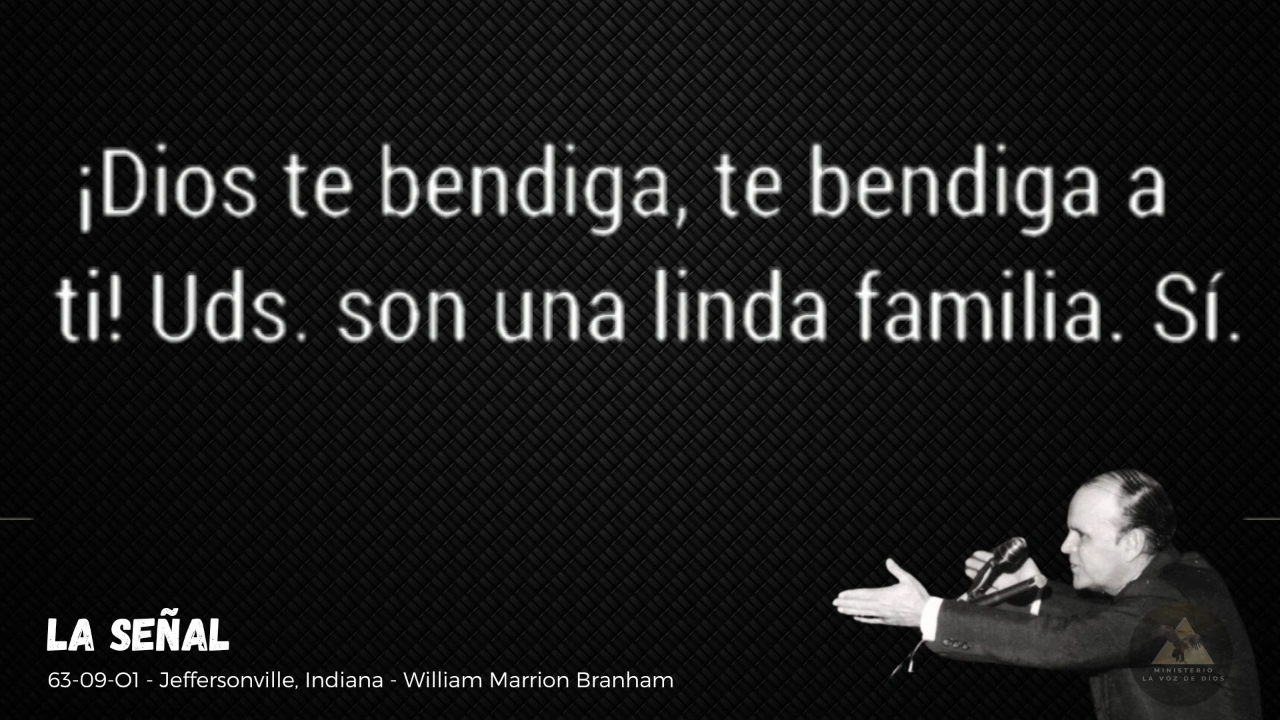 ¡Dios te bendiga, te bendiga a
ti! Uds. son una linda familia. Sí.
LA SEÑAL
63-09-O1 - Jeffersonville, Indiana - William Marrion Branham
MINISTERIO
LA VOZ DE DIOS